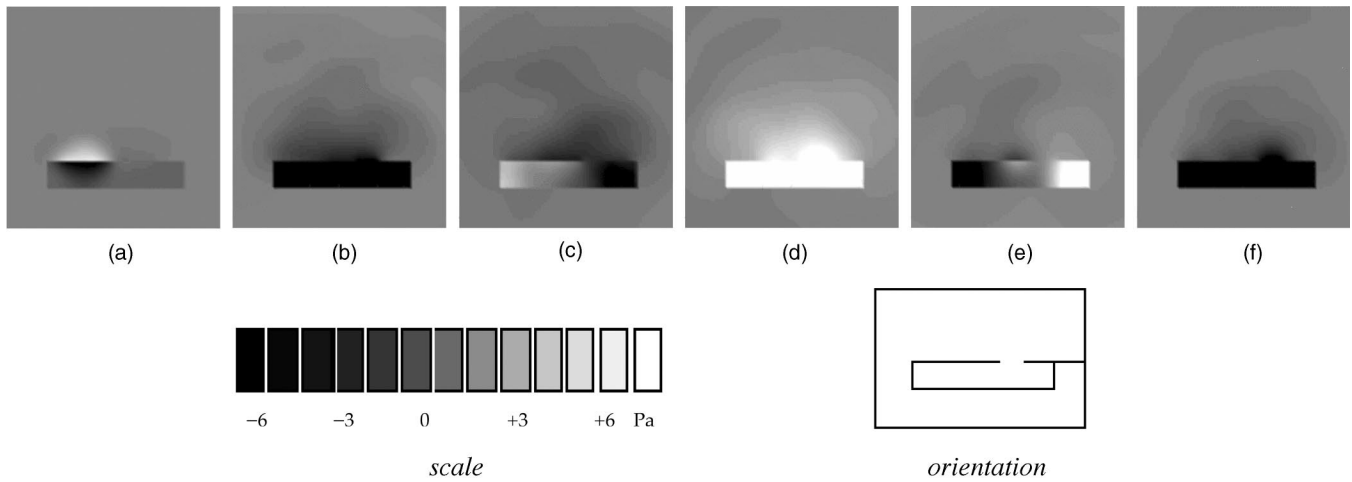 (a) (b) (c) (d) (e) (f)
−6 −3 0 +3 +6 Pa
scale orientation